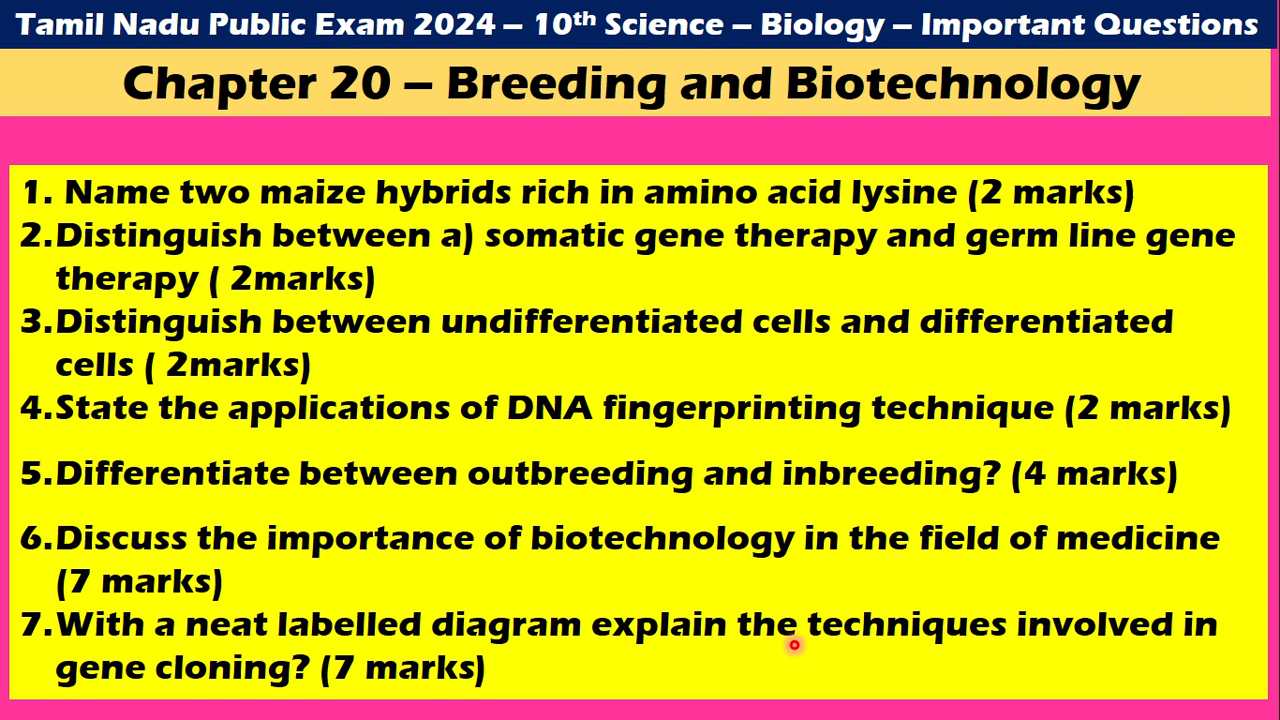 Tamil Nadu Public Exam 2024 – 10th Science – Biology – Important Questions
Chapter 20 – Breeding and Biotechnology
1. Name two maize hybrids rich in amino acid lysine (2 marks)
2.Distinguish between a) somatic gene therapy and germ line gene
therapy ( 2marks)
3.Distinguish between undifferentiated cells and differentiated
cells ( 2marks)
4.State the applications of DNA fingerprinting technique (2 marks)
5.Differentiate between outbreeding and inbreeding? (4 marks)
6.Discuss the importance of biotechnology in the field of medicine
(7 marks)
7.With a neat labelled diagram explain the techniques involved in
gene cloning? (7 marks)